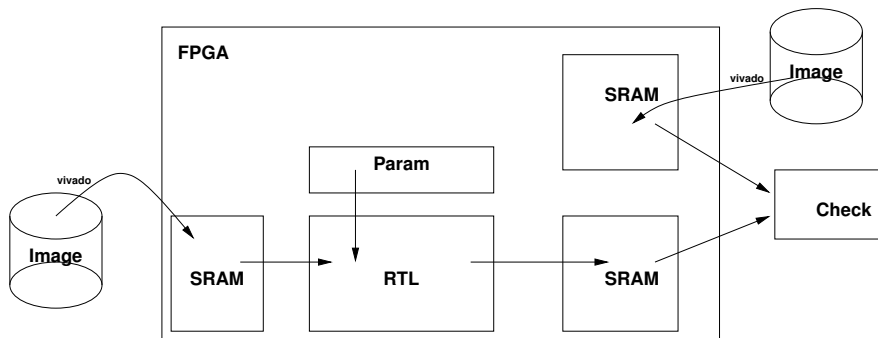 FPGA
SRAM
vivado
Image
Param
vivado
Check
Image
SRAM
RTL
SRAM